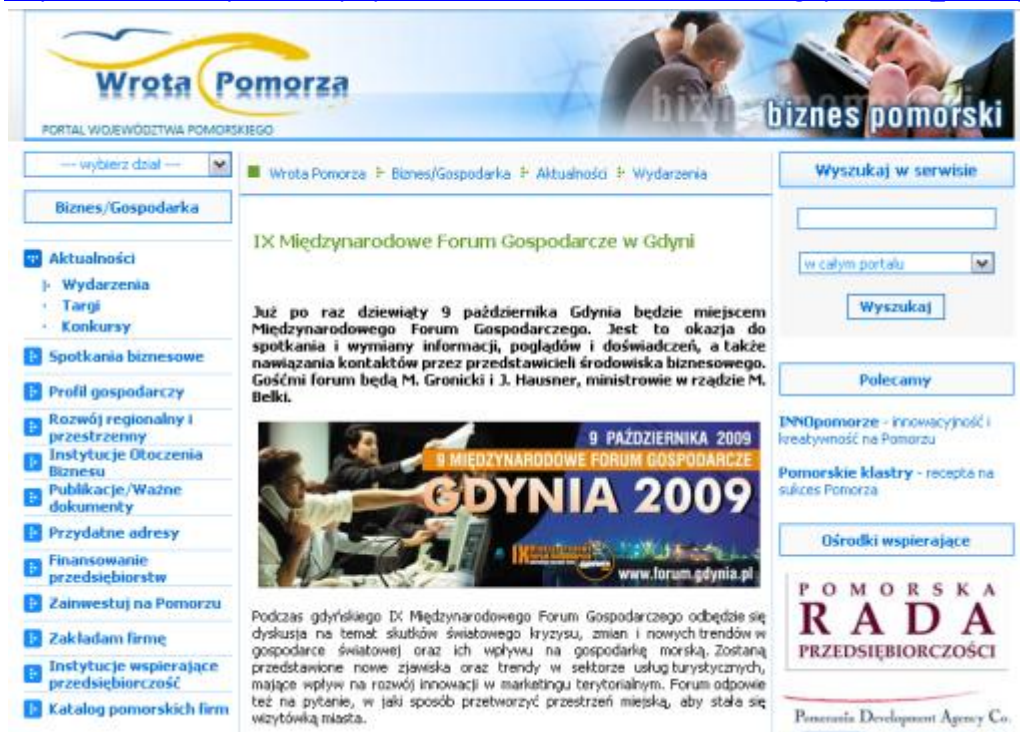 Wrota Pomorza
PORTAL WOJEWÓDZTWA POMORSKIEGO
biznes pomorski
--- wybierz dział ---
Biznes/Gospodarka
Aktualności
Wydarzenia
Targi
Konkursy
Spotkania biznesowe
Profil gospodarczy
Rozwój regionalny i
przestrzenny
Instytucje Otoczenia
Biznesu
Publikacje/Ważne
dokumenty
Przydatne adresy
Finansowanie
przedsiębiorstw
Zainwestuj na Pomorzu
Zakładam firmę
Instytucje wspierające
przedsiębiorczość
Katalog pomorskich firm
Wrota Pomorza Biznes/Gospodarka Aktualności Wydarzenia
IX Międzynarodowe Forum Gospodarcze w Gdyni
Już po raz dziewiąty 9 października Gdynia będzie miejscem
Międzynarodowego Forum Gospodarczego. Jest to okazja do
spotkania i wymiany informacji, poglądów i doświadczeń, a także
nawiązania kontaktów przez przedstawicieli środowiska biznesowego.
Gośćmi forum będą M. Gronicki i J. Hausner, ministrowie w rządzie M.
Belki.
9 PAŹDZIERNIKA 2009
9 MIĘDZYNARODOWE FORUM GOSPODARCZE
GDYNIA 2009
IX
www.forum.gdynia.pl
Podczas gdyńskiego IX Międzynarodowego Forum Gospodarczego odbędzie się
dyskusja na temat skutków światowego kryzysu, zmian i nowych trendów w
gospodarce światowej oraz ich wpływu na gospodarkę morską. Zostaną
przedstawione nowe zjawiska oraz trendy w sektorze usług turystycznych,
mające wpływ na rozwój innowacji w marketingu terytorialnym. Forum odpowie
też na pytanie, w jaki sposób przetworzyć przestrzeń miejską, aby stała się
wizytówką miasta.
Wyszukaj w serwisie
w całym portalu
Wyszukaj
Polecamy
INNOpomorze - innowacyjność i
kreatywność na Pomorzu
Pomorskie klastry - recepta na
sukces Pomorza
Ośrodki wspierające
POMORSKA
RADA
PRZEDSIĘBIORCZOŚCI
Pomerania Development Agency Co.